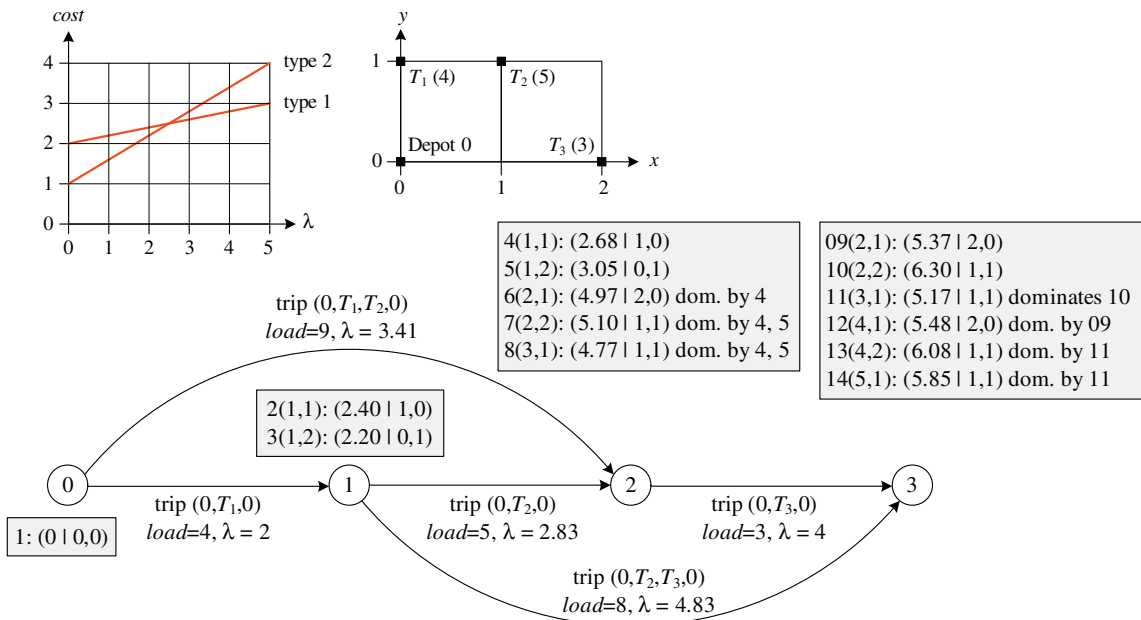 cost
4
3
2
1
0
0
1
2
3
4
5
λ
type 2
type 1
y
1
0
T1 (4)
T2 (5)
Depot 0
T3 (3)
0
1
2
x
4(1,1): (2.68 | 1,0)
5(1,2): (3.05 | 0,1)
6(2,1): (4.97 | 2,0) dom. by 4
7(2,2): (5.10 | 1,1) dom. by 4, 5
8(3,1): (4.77 | 1,1) dom. by 4, 5
09(2,1): (5.37 | 2,0)
10(2,2): (6.30 | 1,1)
11(3,1): (5.17 | 1,1) dominates 10
12(4,1): (5.48 | 2,0) dom. by 09
13(4,2): (6.08 | 1,1) dom. by 11
14(5,1): (5.85 | 1,1) dom. by 11
trip (0,T1,T2,0)
load=9, λ = 3.41
2(1,1): (2.40 | 1,0)
3(1,2): (2.20 | 0,1)
0
1
2
3
1: (0 | 0,0)
trip (0,T1,0)
load=4, λ = 2
trip (0,T2,0)
load=5, λ = 2.83
trip (0,T3,0)
load=3, λ = 4
trip (0,T2,T3,0)
load=8, λ = 4.83